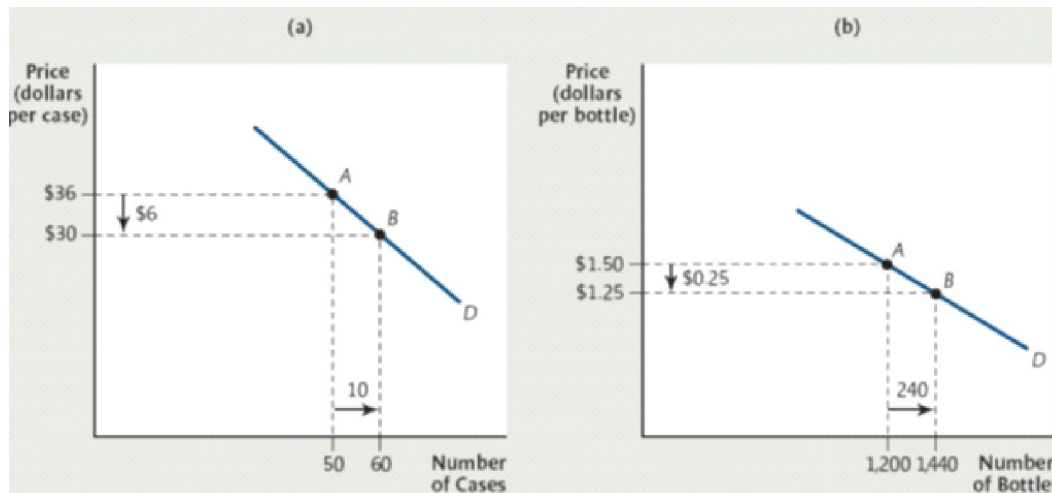 (a)
Price
(dollars
per case)
$36
$30
$6
A
B
D
10
50 60 Number
of Cases
(b)
Price
(dollars
per bottle)
$1.50
$1.25
$0.25
A
B
D
240
1,200 1,440 Number
of Bottle